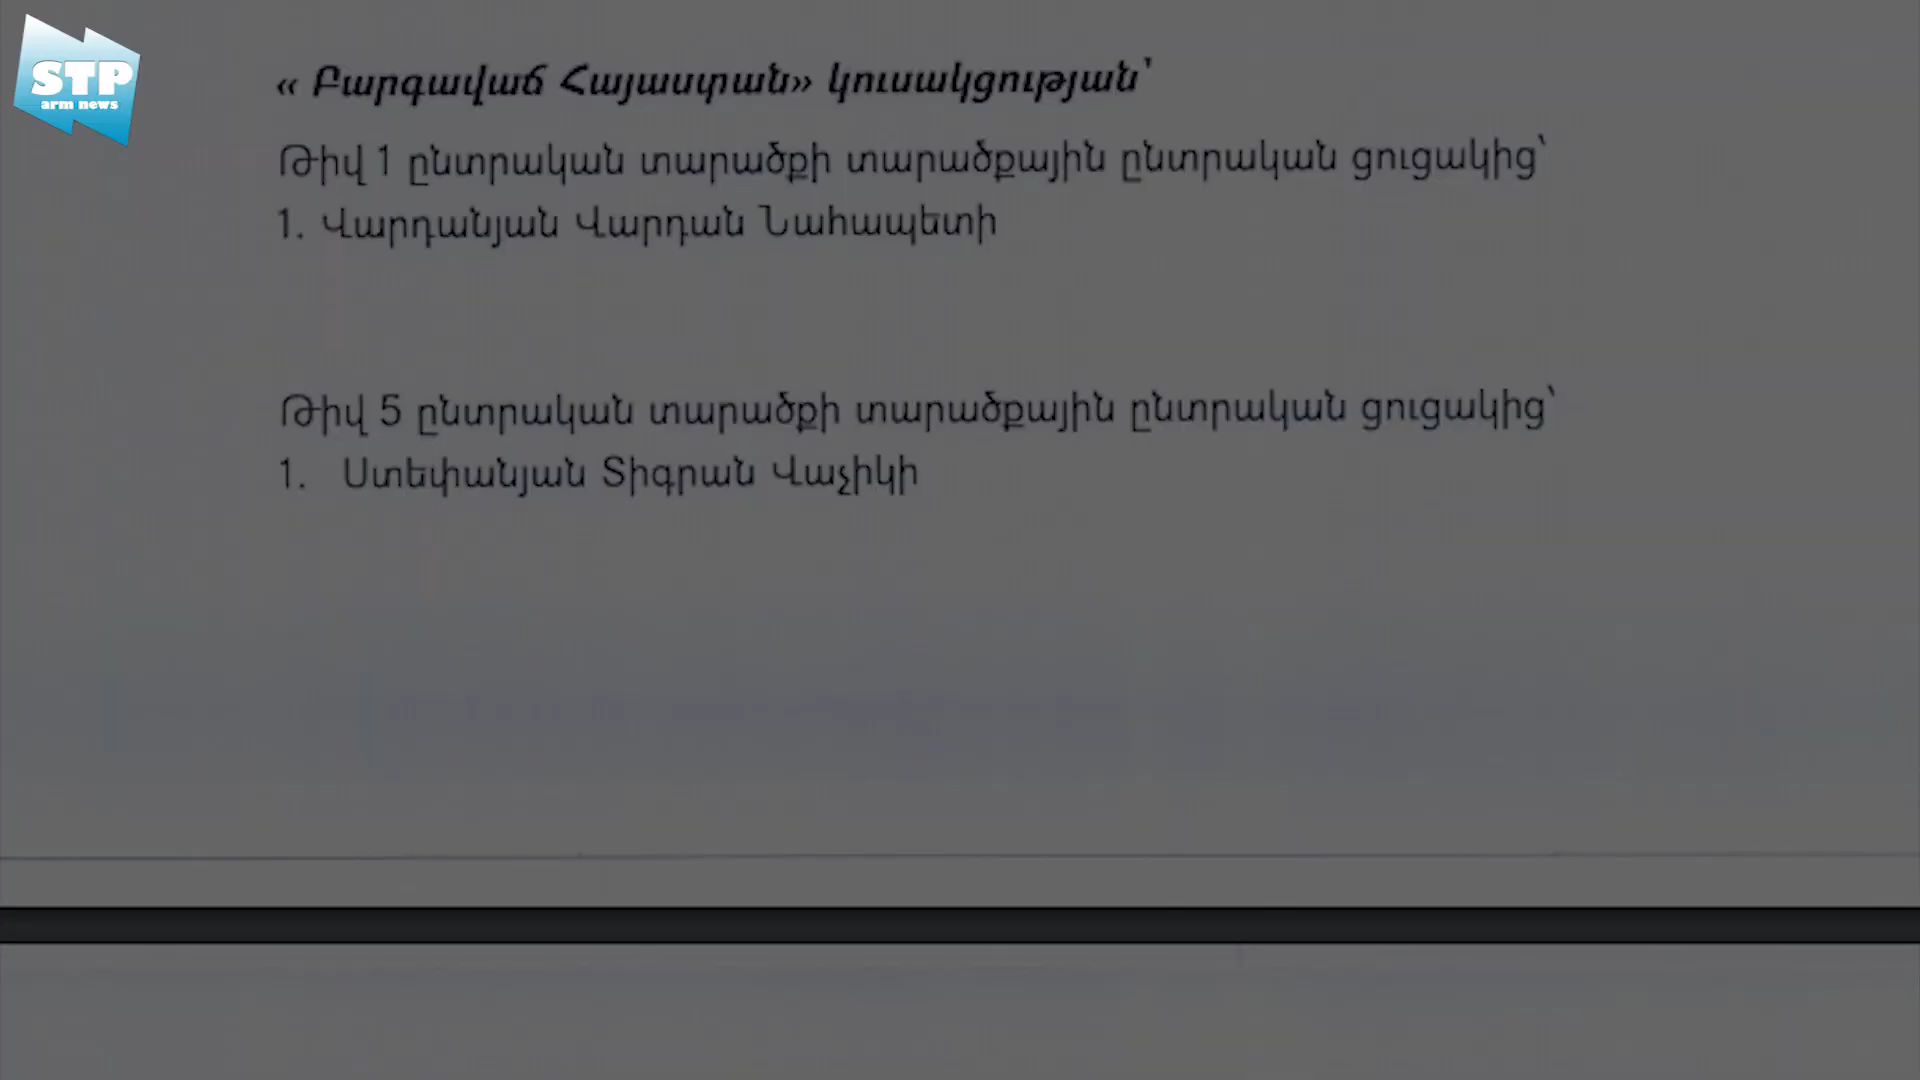 STP
arm news
« Բարգավաճ Հայաստան» կուսակցության՝
Թիվ 1 ընտրական տարածքի տարածքային ընտրական ցուցակից՝
1. Վարդանյան Վարդան Նահապետի
Թիվ 5 ընտրական տարածքի տարածքային ընտրական ցուցակից՝
1. Ստեփանյան Տիգրան Վաչիկի